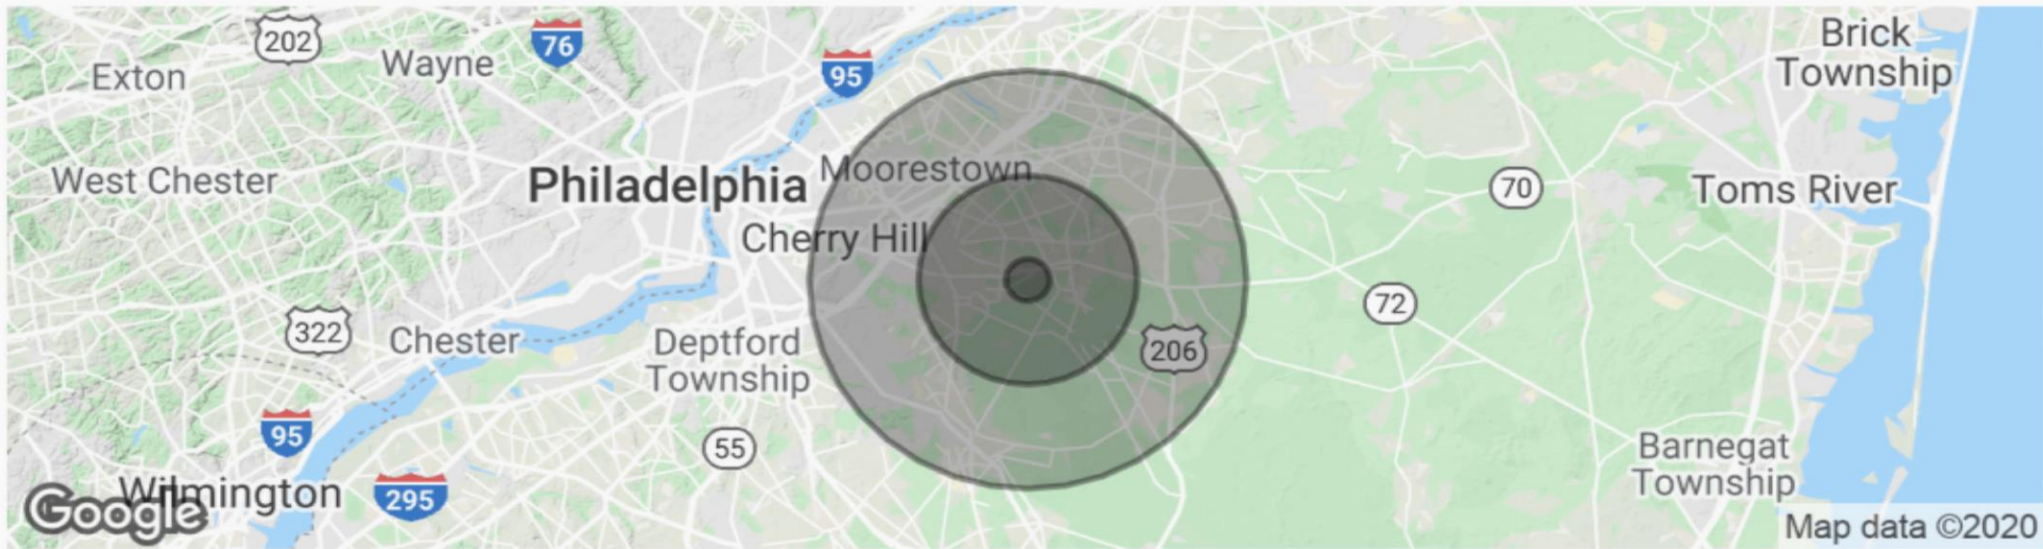 202
76
95
Brick
Township
Exton
Wayne
West Chester
Philadelphia
Moorestown
70
Toms River
Cherry Hill
322
Chester
Deptford
Township
206
72
95
55
Barnegat
Township
Wilmington
295
Google
Map data ©2020